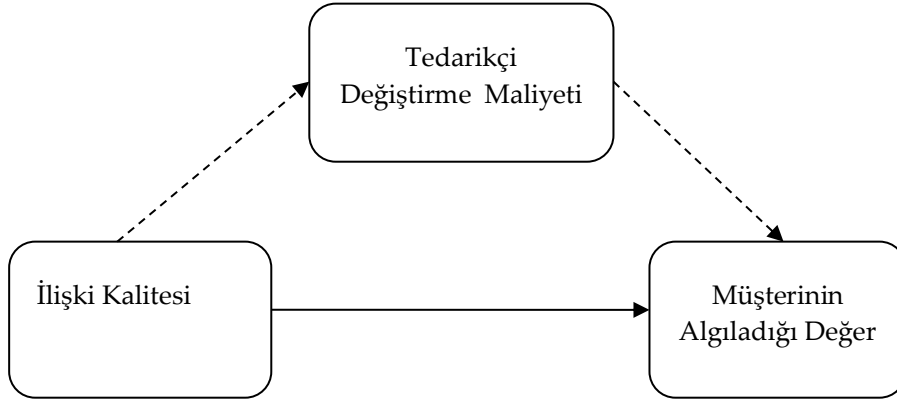 Tedarikçi
Değiştirme Maliyeti
İlişki Kalitesi
Müşterinin
Algıladığı Değer